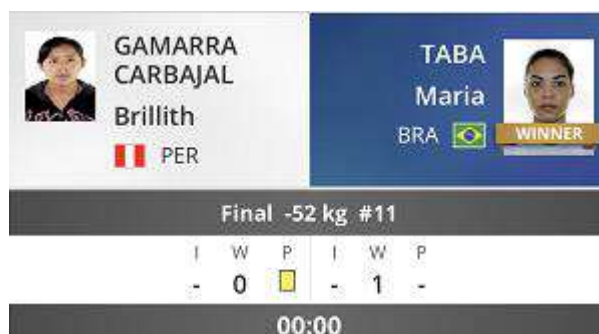 GAMARRA
CARBAJAL
Brillith
PER
TABA
Maria
BRA
WINNER
Final -52 kg #11
I W P I W P
- 0 - 1 -
00:00